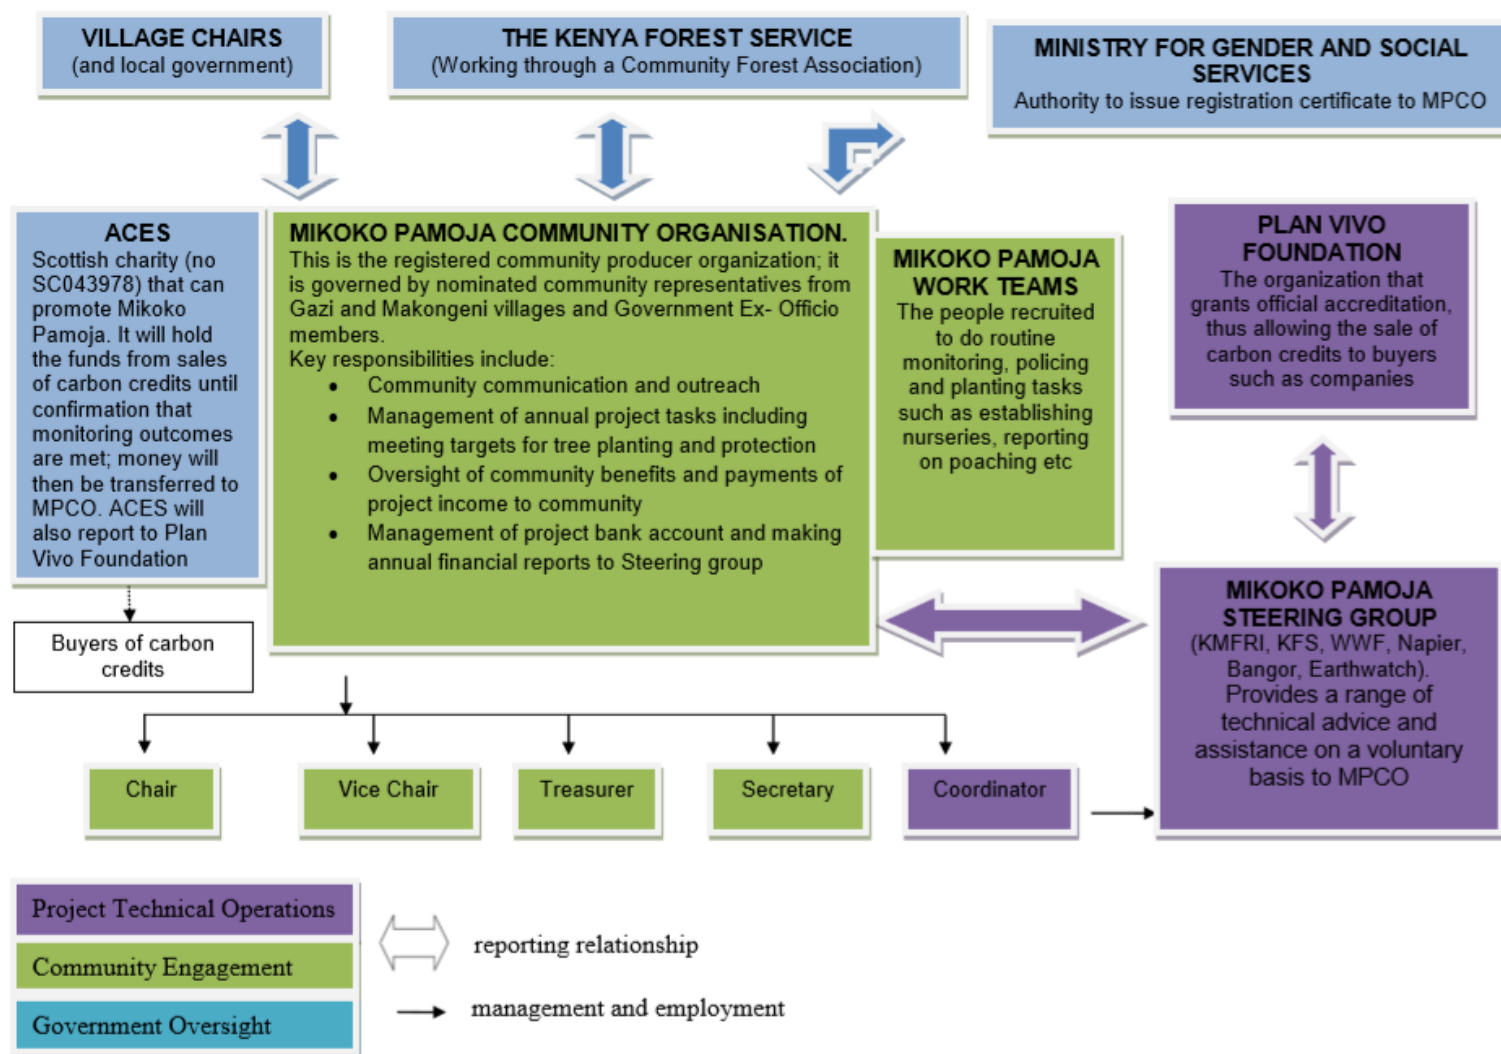 VILLAGE CHAIRS
(and local government)
THE KENYA FOREST SERVICE
(Working through a Community Forest Association)
MINISTRY FOR GENDER AND SOCIAL
SERVICES
Authority to issue registration certificate to MPCO
ACES
Scottish charity (no
SC043978) that can
promote Mikoko
Pamoja. It will hold
the funds from sales
of carbon credits until
confirmation that
monitoring outcomes
are met; money will
then be transferred to
MPCO. ACES will
also report to Plan
Vivo Foundation
MIKOKO PAMOJA COMMUNITY ORGANISATION.
This is the registered community producer organization; it
is governed by nominated community representatives from
Gazi and Makongeni villages and Government Ex- Officio
members.
Key responsibilities include:
• Community communication and outreach
• Management of annual project tasks including
meeting targets for tree planting and protection
• Oversight of community benefits and payments of
project income to community
• Management of project bank account and making
annual financial reports to Steering group
MIKOKO PAMOJA
WORK TEAMS
The people recruited
to do routine
monitoring, policing
and planting tasks
such as establishing
nurseries, reporting
on poaching etc
PLAN VIVO
FOUNDATION
The organization that
grants official accreditation,
thus allowing the sale of
carbon credits to buyers
such as companies
Buyers of carbon
credits
MIKOKO PAMOJA
STEERING GROUP
(KMFRI, KFS, WWF, Napier,
Bangor, Earthwatch).
Provides a range of
technical advice and
assistance on a voluntary
basis to MPCO
Chair
Vice Chair
Treasurer
Secretary
Coordinator
Project Technical Operations
Community Engagement
Government Oversight
reporting relationship
management and employment